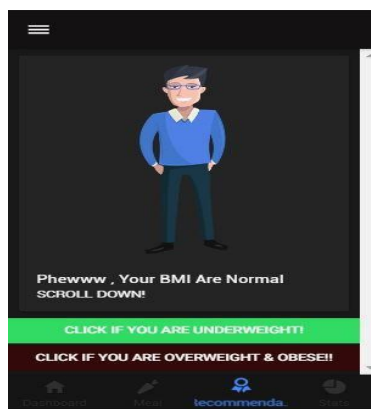 Phewww , Your BMI Are Normal
SCROLL DOWN!
CLICK IF YOU ARE UNDERWEIGHT!
CLICK IF YOU ARE OVERWEIGHT & OBESE!!
Dashboard Meal lecommenda.. Stats